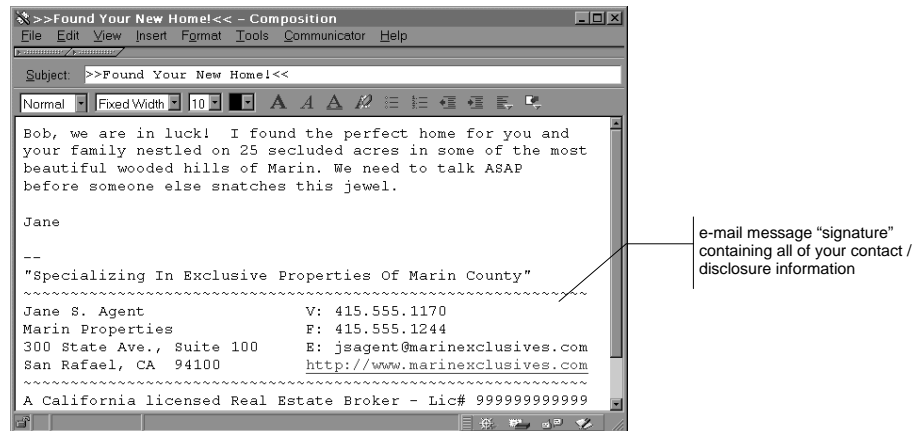 >>Found Your New Home!<< - Composition
File Edit View Insert Format Tools Communicator Help
Subject: >>Found Your New Home!<<
Normal Fixed Width 10 A A A
Bob, we are in luck! I found the perfect home for you and
your family nestled on 25 secluded acres in some of the most
beautiful wooded hills of Marin. We need to talk ASAP
before someone else snatches this jewel.
Jane
--
"Specializing In Exclusive Properties Of Marin County"
~~~~~~~~~~~~~~~~~~~~~~~~~~~~~~~~~~~~~~~~~~~~~~~~~~~~~~~~~~~~
Jane S. Agent V: 415.555.1170
Marin Properties F: 415.555.1244
300 State Ave., Suite 100 E: jsagent@marinexclusives.com
San Rafael, CA 94100 http://www.marinexclusives.com
~~~~~~~~~~~~~~~~~~~~~~~~~~~~~~~~~~~~~~~~~~~~~~~~~~~~~~~~~~~~
A California licensed Real Estate Broker - Lic# 999999999999
e-mail message “signature”
containing all of your contact /
disclosure information